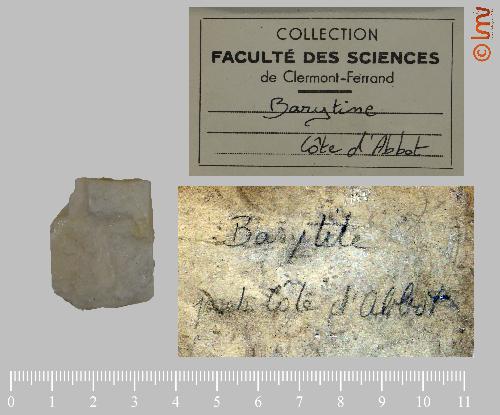 COLLECTION
FACULTÉ DES SCIENCES
de Clermont-Ferrand
Barytine
Côte d'Abbot
Barytite
Côte d'Abbot
0 1 2 3 4 5 6 7 8 9 10 11
© lmv